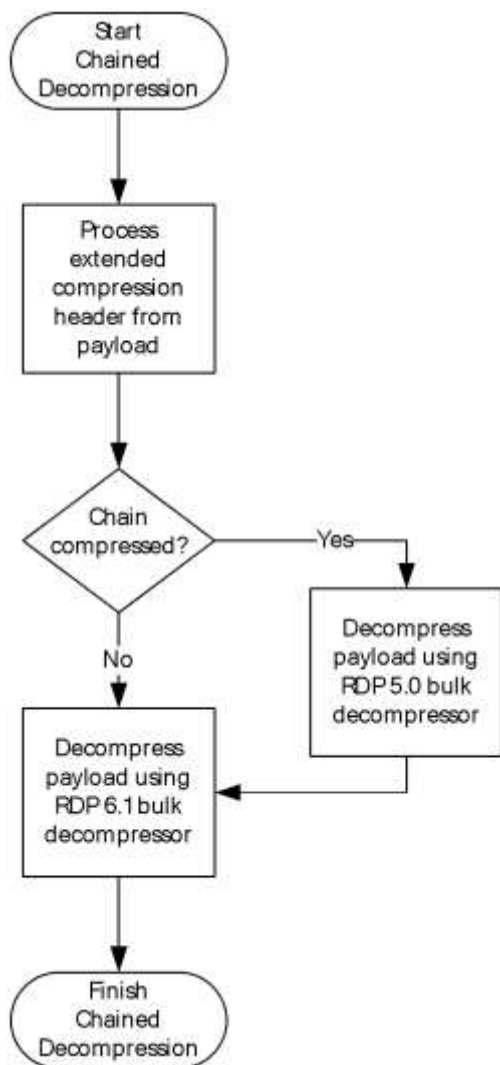 Start
Chained
Decompression
Process
extended
compression
header from
payload
Chain
compressed?
Yes
No
Decompress
payload using
RDP 5.0 bulk
decompressor
Decompress
payload using
RDP 6.1 bulk
decompressor
Finish
Chained
Decompression